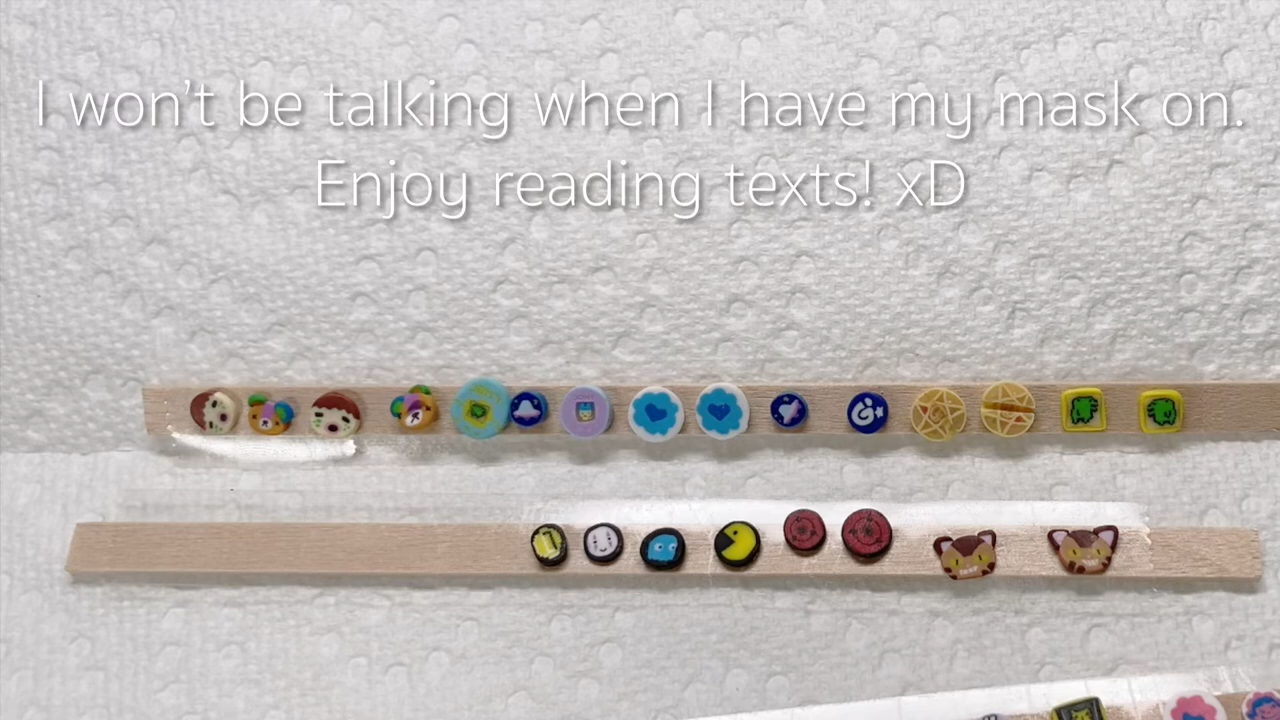 I won't be talking when I have my mask on.
Enjoy reading texts! xD